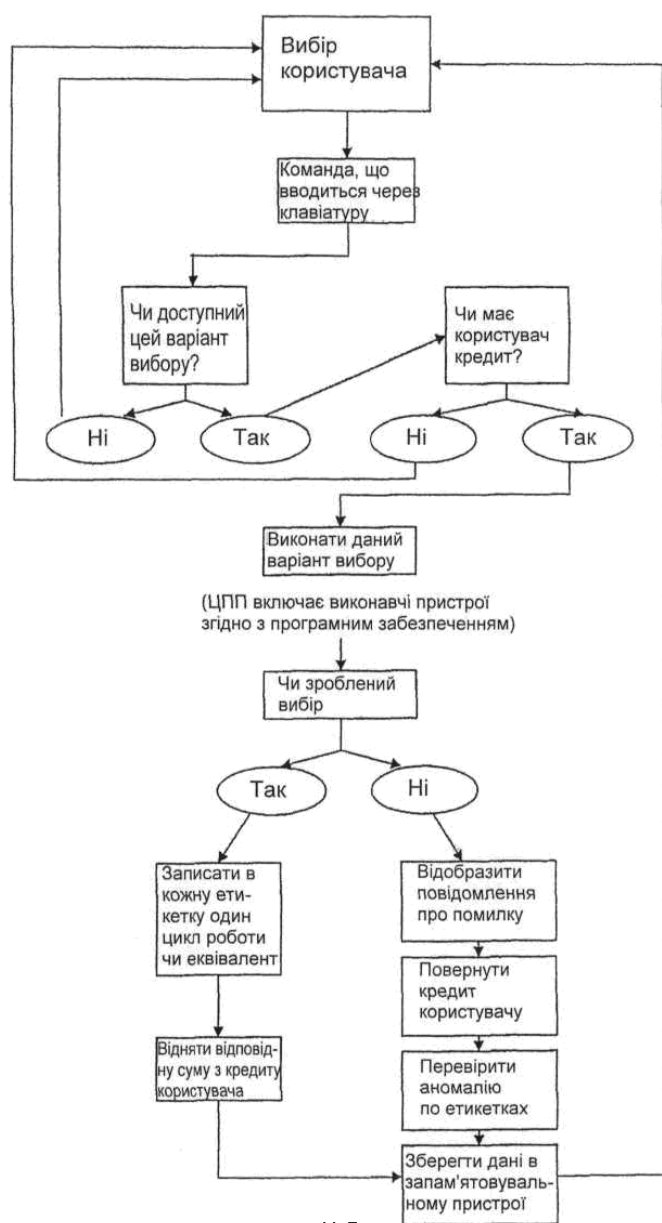 Вибір
користувача
Команда, що
вводиться через
клавіатуру
Чи доступний
цей варіант
вибору?
Чи має
користувач
кредит?
Ні
Так
Ні
Так
Виконати даний
варіант вибору
(ЦПП включає виконавчі пристрої
згідно з програмним забезпеченням)
Чи зроблений
вибір
Так
Ні
Записати в
кожну ети-
кетку один
цикл роботи
чи еквівалент
Відняти відповід-
ну суму з кредиту
користувача
Відобразити
повідомлення
про помилку
Повернути
кредит
користувачу
Перевірити
аномалію
по етикетках
Зберегти дані в
запам'ятовуваль-
ному пристрої